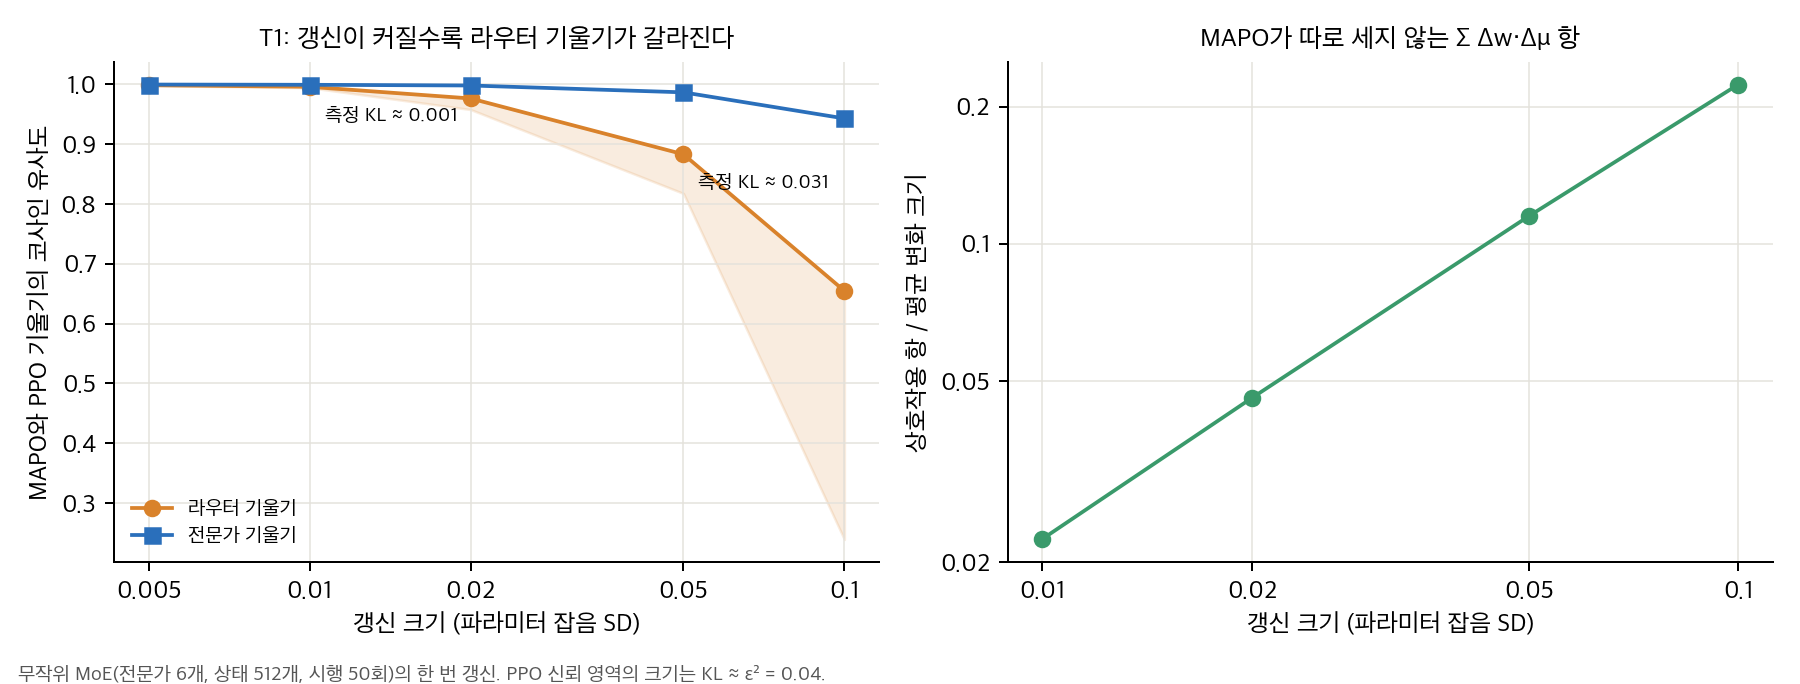 T1: 갱신이 커질수록 라우터 기울기가 갈라진다
MAPO와 PPO 기울기의 코사인 유사도
1.0
0.9
0.8
0.7
0.6
0.5
0.4
0.3
측정 KL ≈ 0.001
측정 KL ≈ 0.031
라우터 기울기
전문가 기울기
0.005
0.01
0.02
0.05
0.1
갱신 크기 (파라미터 잡음 SD)
MAPO가 따로 세지 않는 Σ Δw·Δμ 항
상호작용 항 / 평균 변화 크기
0.2
0.1
0.05
0.02
0.01
0.02
0.05
0.1
갱신 크기 (파라미터 잡음 SD)
무작위 MoE(전문가 6개, 상태 512개, 시행 50회)의 한 번 갱신. PPO 신뢰 영역의 크기는 KL ≈ ε² = 0.04.